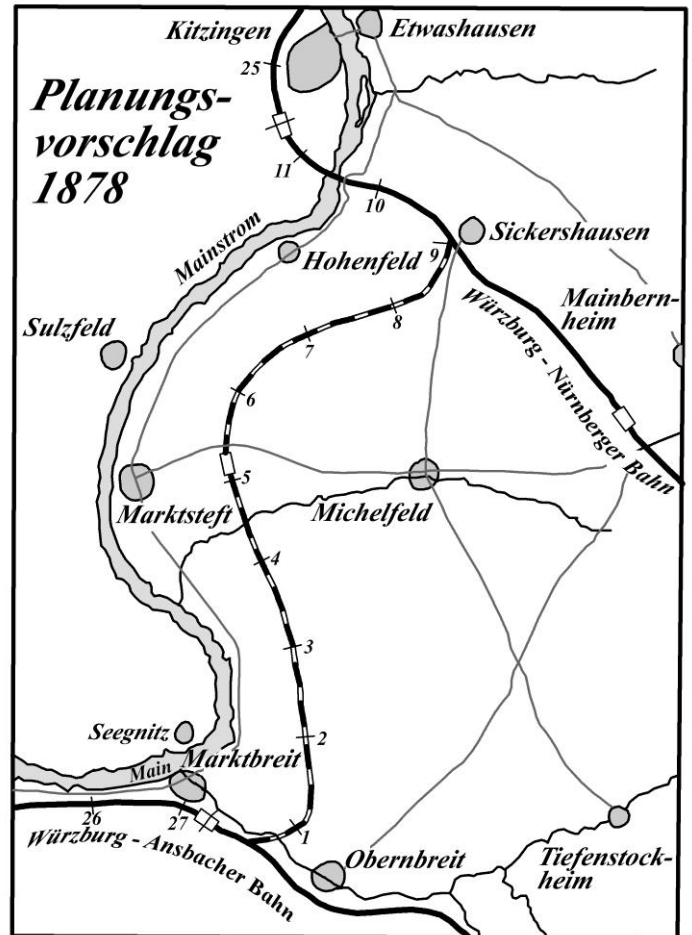 Kitzingen
Etwashausen
25
Planungs-
vorschlag
1878
11
10
Mainstrom
Sickershausen
9
Hohenfeld
Mainbern-
heim
8
Sulzfeld
7
Würzburg - Nürnberger Bahn
6
5
Marktsteft
Michelfeld
4
3
Seegnitz
2
Main
Marktbreit
26
27
1
Würzburg - Ansbacher Bahn
Obernbreit
Tiefenstock-
heim